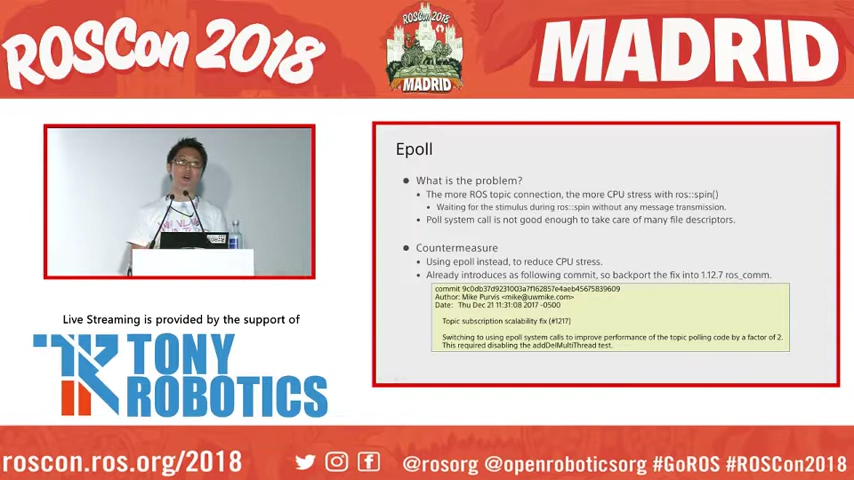 ROSCon 2018
ROSCON 2018
MADRID
MADRID
Epoll
What is the problem?
The more ROS topic connection, the more CPU stress with ros::spin()
Waiting for the stimulus during ros::spin without any message transmission.
Poll system call is not good enough to take care of many file descriptors.
Countermeasure
Using epoll instead, to reduce CPU stress.
Already introduces as following commit, so backport the fix into 1.12.7 ros_comm.
commit 9c0db37d9231003a7f162857e4aeb45675839609
Author: Mike Purvis <mike@uwmike.com>
Date: Thu Dec 21 11:31:08 2017 -0500
Topic subscription scalability fix (#1217)
Switching to using epoll system calls to improve performance of the topic polling code by a factor of 2.
This required disabling the addDelMultiThread test.
Live Streaming is provided by the support of
TONY
ROBOTICS
roscon.ros.org/2018
@rosorg @openroboticsorg #GoROS #ROSCon2018